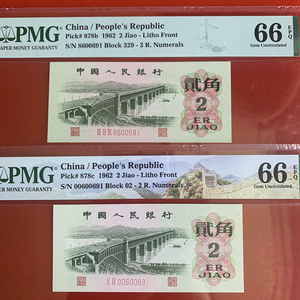 PMG
PAPER MONEY GUARANTY
China / People's Republic
Pick# 878b 1962 2 Jiao - Litho Front
S/N 8600691 Block 329 - 3 R. Numerals
66 EPQ
Gem Uncirculated
中國人民銀行
貳角
2
ER
JIAO
8600691
PMG
PAPER MONEY GUARANTY
China / People's Republic
Pick# 878c 1962 2 Jiao - Litho Front
S/N 00600691 Block 02 - 2 R. Numerals
66 EPQ
Gem Uncirculated
中國人民銀行
貳角
2
ER
JIAO
X II 00600691